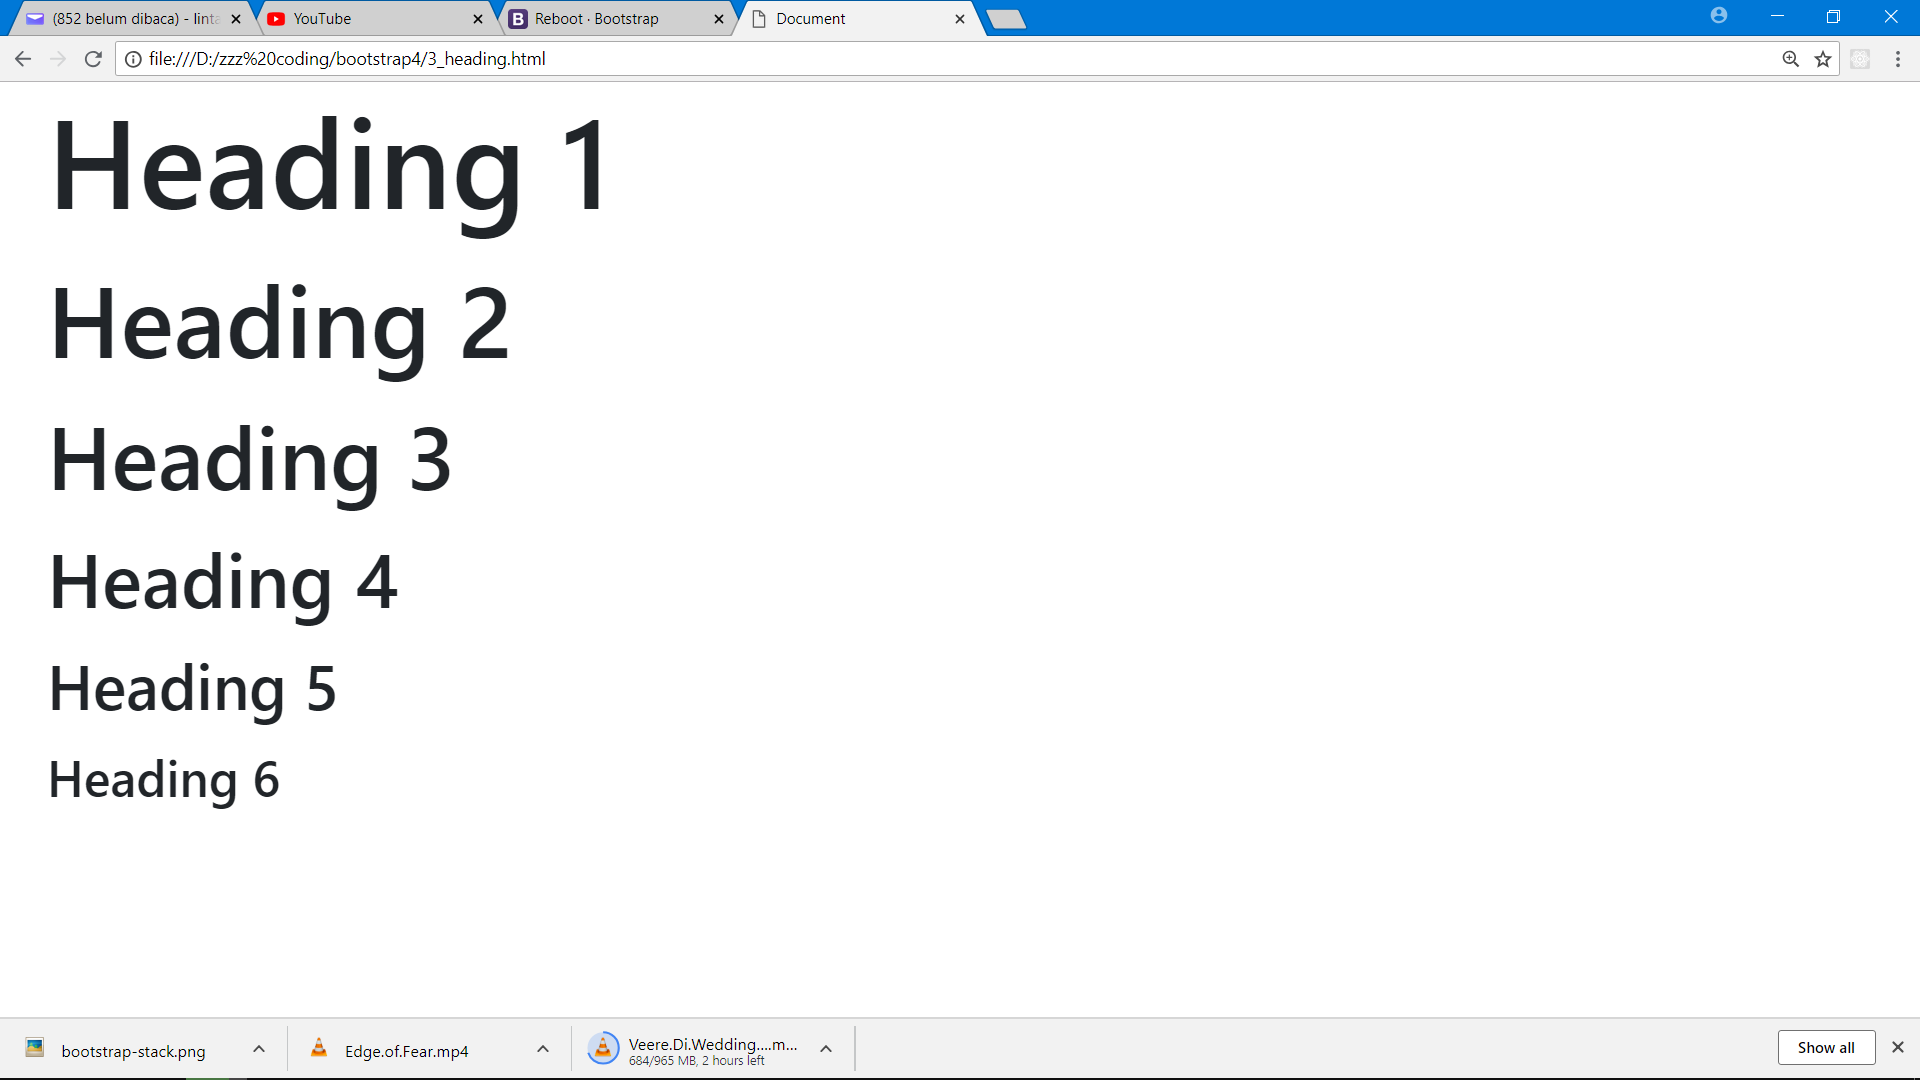 (852 belum dibaca) - linta
YouTube
Reboot · Bootstrap
Document
file:///D:/zzz%20coding/bootstrap4/3_heading.html
Heading 1
Heading 2
Heading 3
Heading 4
Heading 5
Heading 6
bootstrap-stack.png
Edge.of.Fear.mp4
Veere.Di.Wedding....m...
684/965 MB, 2 hours left
Show all